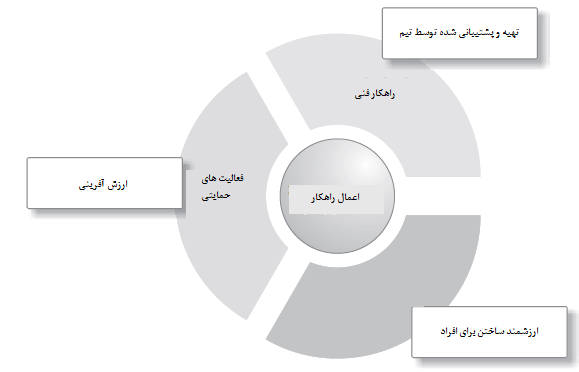 تهیه و پشتیبانی شده توسط تیم
راهکار فنی
فعالیت های
حمایتی
ارزش آفرینی
اعمال راهکار
ارزشمند ساختن برای افراد